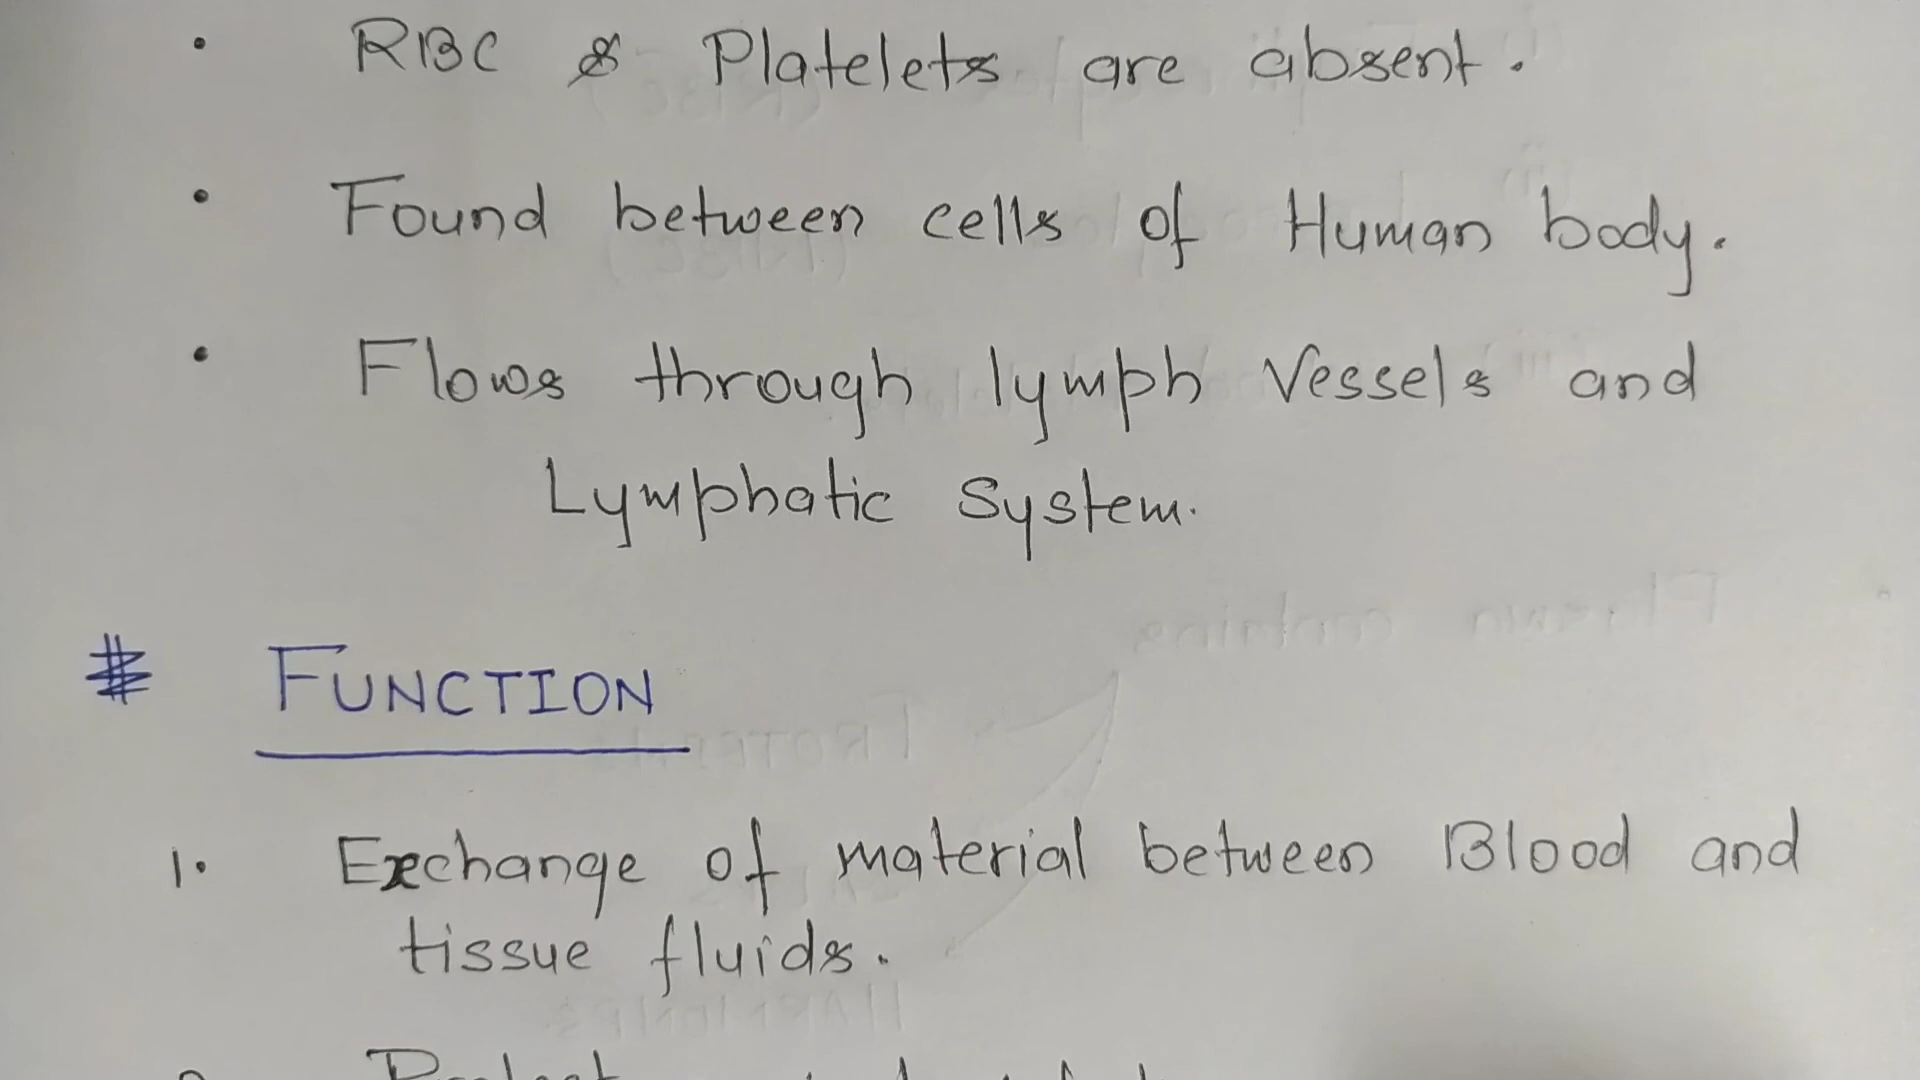 • RBC & Platelets are absent.
• Found between cells of Human body.
• Flows through lymph Vessels and
Lymphatic System.
# FUNCTION
1. Exchange of material between Blood and
tissue fluids.